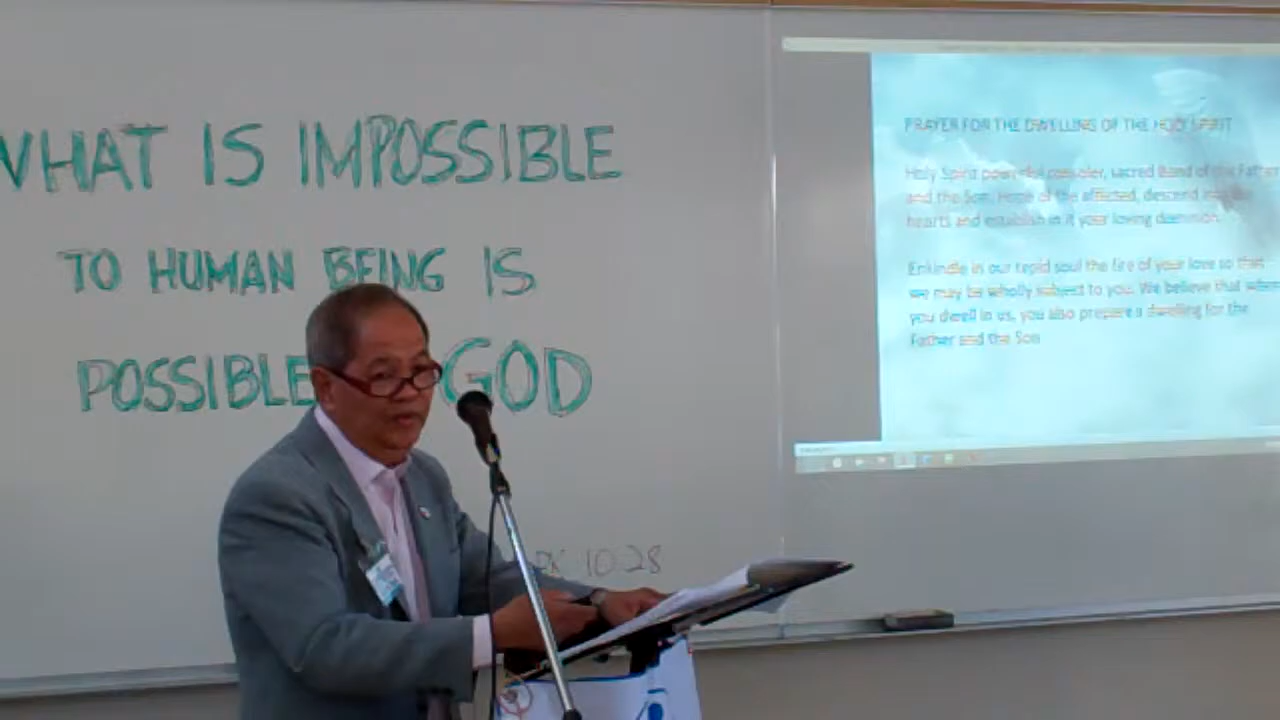 WHAT IS IMPOSSIBLE
TO HUMAN BEING IS
POSSIBLE GOD
10:28
PRAYER FOR THE DWELLING OF THE HOLY SPIRIT
Holy Spirit powerful consoler, sacred Band of the Father
and the Son, Hope of the afflicted, descend
hearts and establish in it your loving dominion.
Enkindle in our tepid soul the fire of your love so that
we may be wholly subject to you. We believe that when
you dwell in us, you also prepare a dwelling for the
Father and the Son